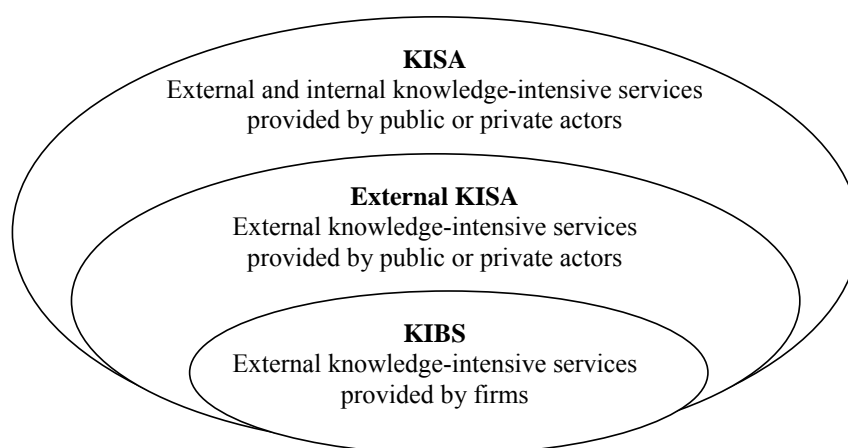 KISA
External and internal knowledge-intensive services
provided by public or private actors
External KISA
External knowledge-intensive services
provided by public or private actors
KIBS
External knowledge-intensive services
provided by firms